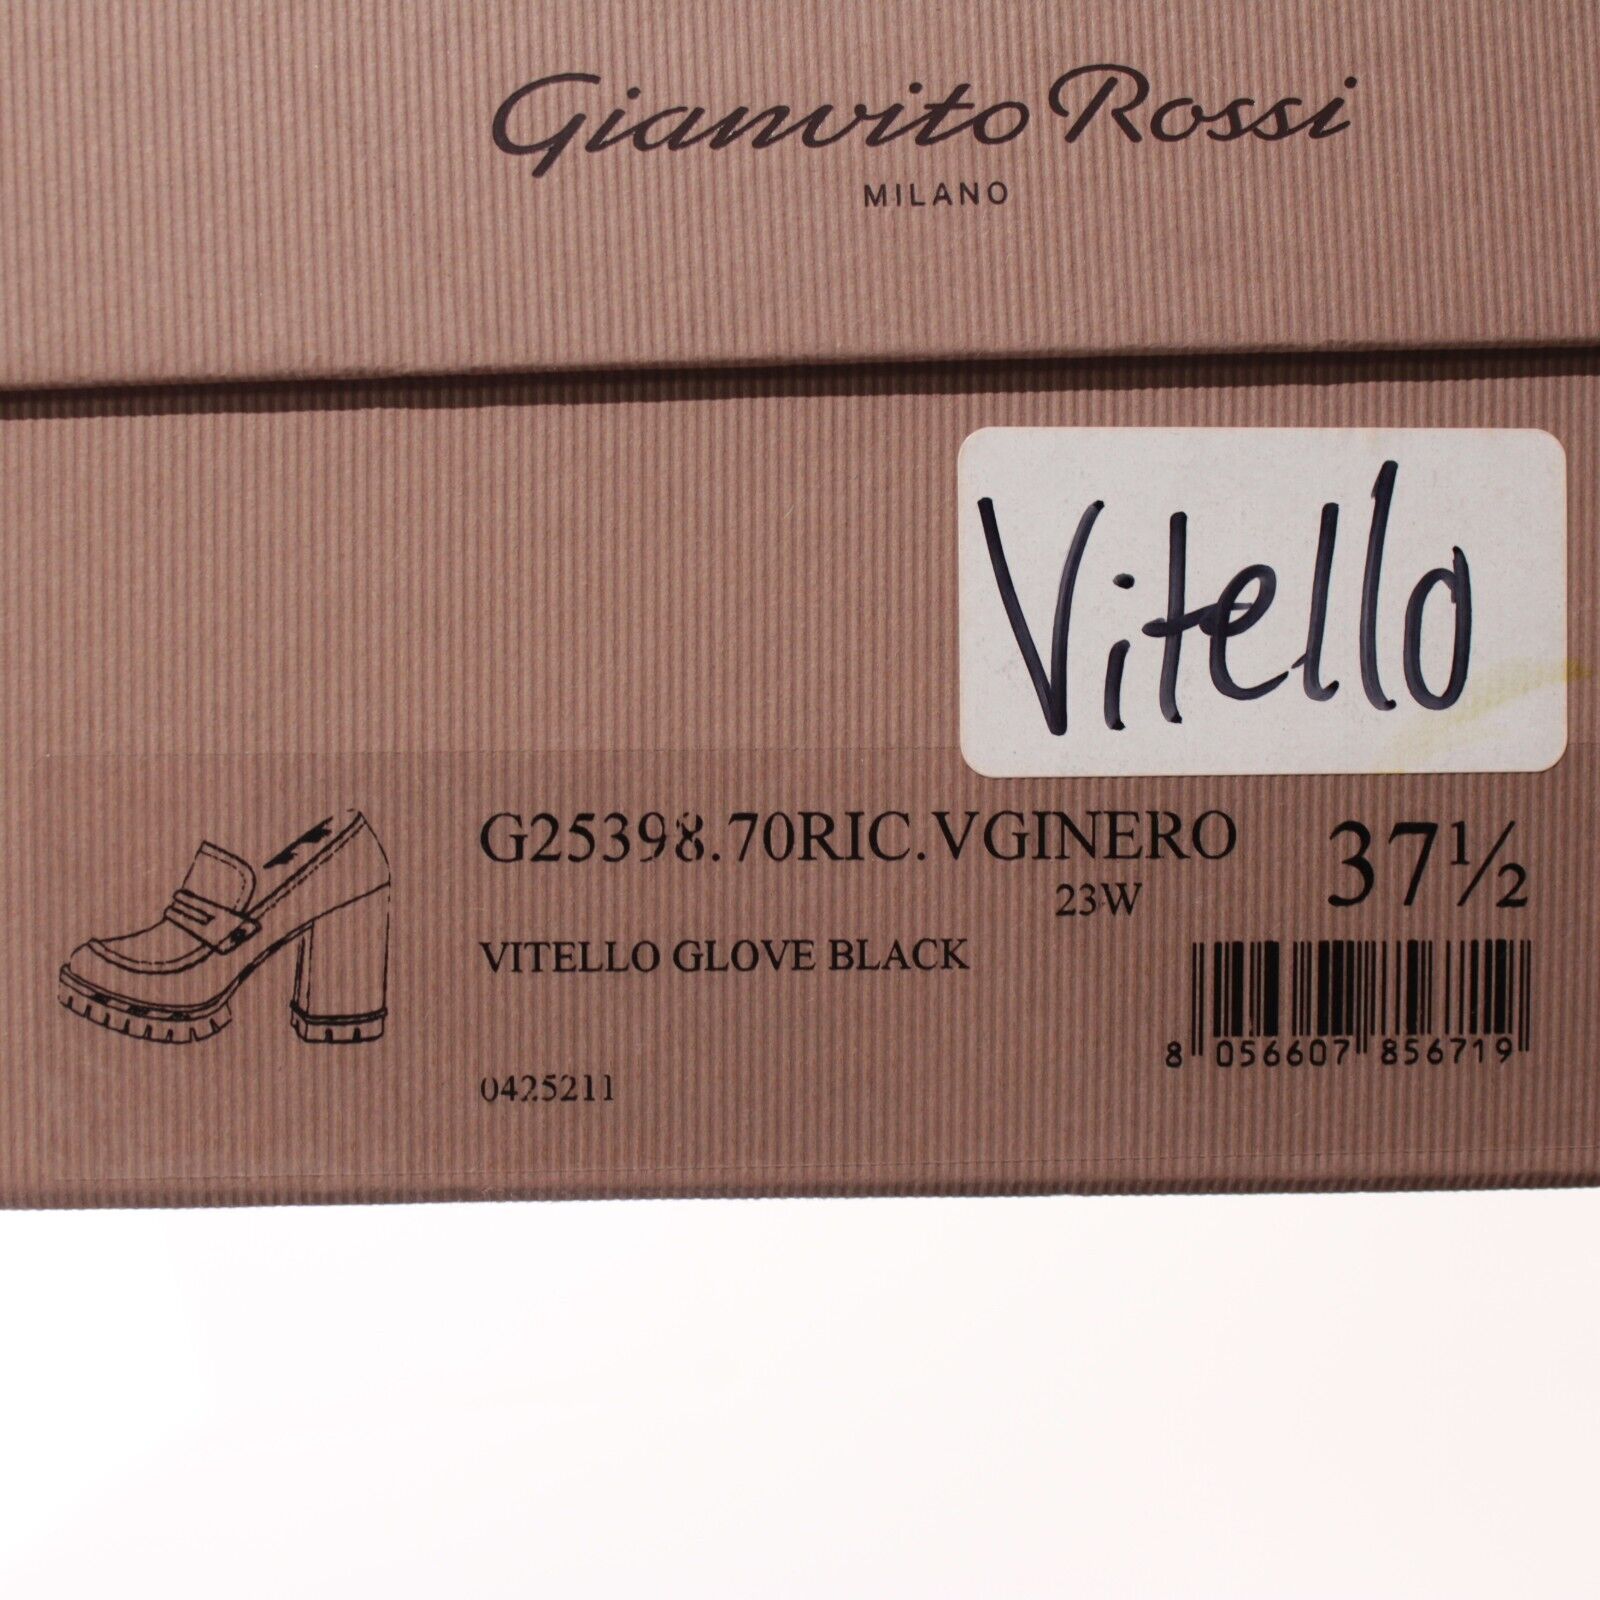 Gianvito Rossi
MILANO
Vitello
G25398.70RIC.VGINERO 37½
23W
VITELLO GLOVE BLACK
8 056607 856719
0425211